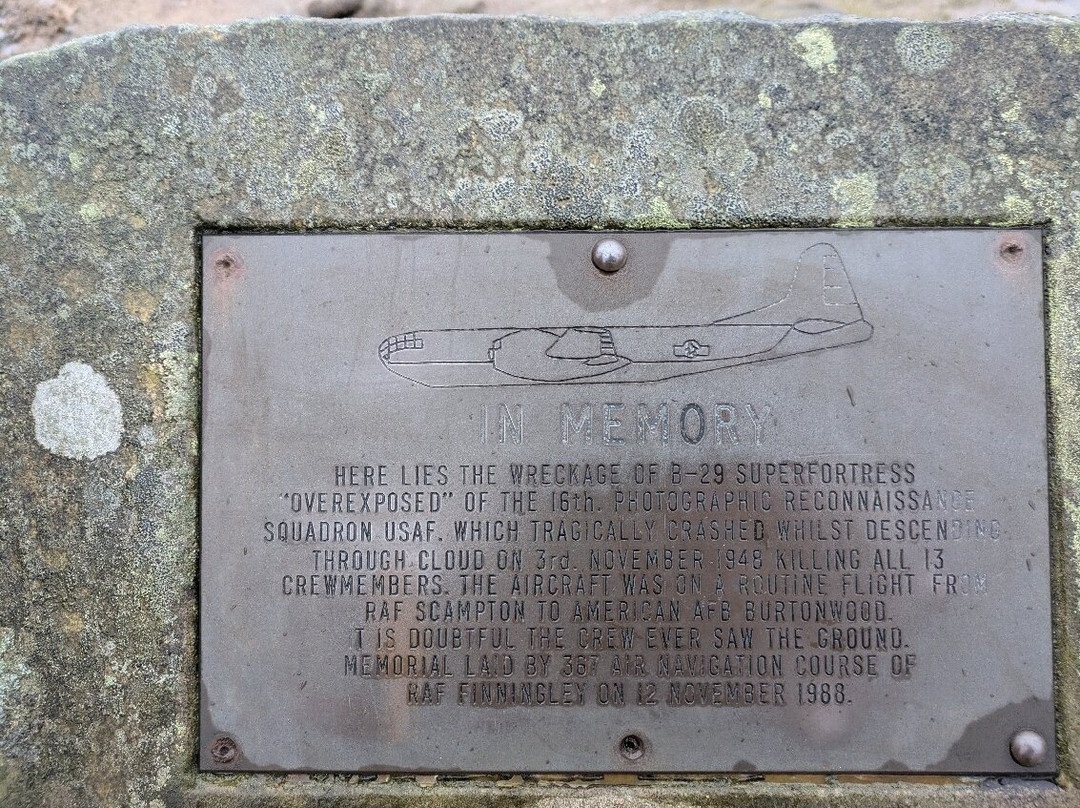 IN MEMORY
HERE LIES THE WRECKAGE OF B-29 SUPERFORTRESS
"OVEREXPOSED" OF THE 16th. PHOTOGRAPHIC RECONNAISSANCE
SQUADRON USAF. WHICH TRAGICALLY CRASHED WHILST DESCENDING
THROUGH CLOUD ON 3rd. NOVEMBER 1948 KILLING ALL 13
CREWMEMBERS. THE AIRCRAFT WAS ON A ROUTINE FLIGHT FROM
RAF SCAMPTON TO AMERICAN AFB BURTONWOOD.
IT IS DOUBTFUL THE CREW EVER SAW THE GROUND.
MEMORIAL LAID BY 367 AIR NAVIGATION COURSE OF
RAF FINNINGLEY ON 12 NOVEMBER 1988.